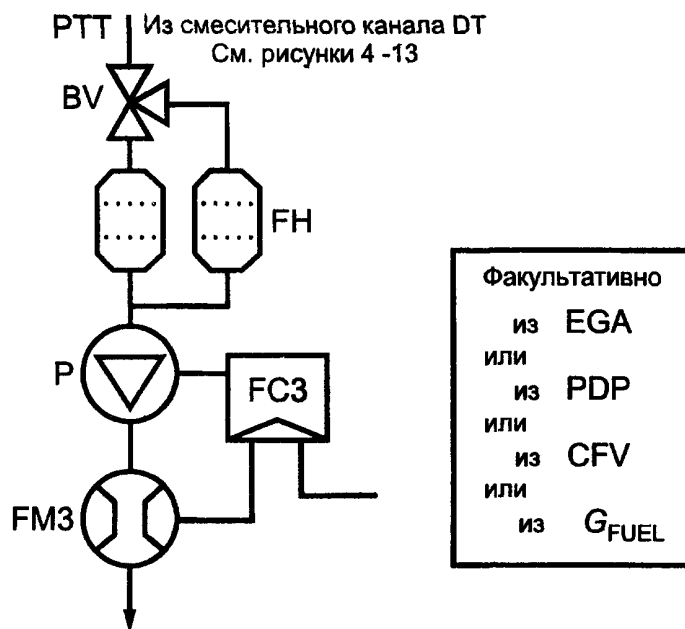 PTT Из смесительного канала DT
См. рисунки 4 -13
BV
FH
P
FC3
FM3
Факультативно
из EGA
или
из PDP
или
из CFV
или
из GFUEL